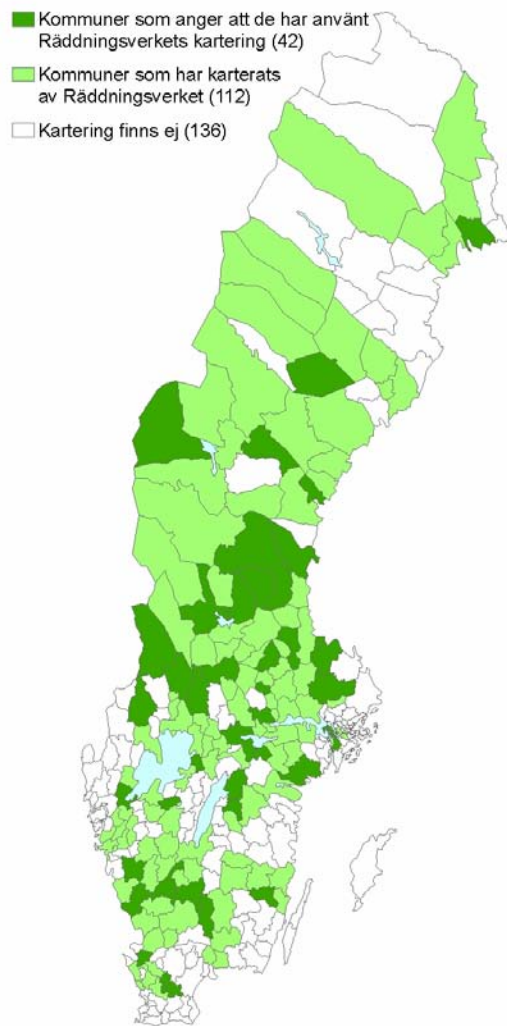 Kommuner som anger att de har använt
Räddningsverkets kartering (42)
Kommuner som har karterats
av Räddningsverket (112)
Kartering finns ej (136)